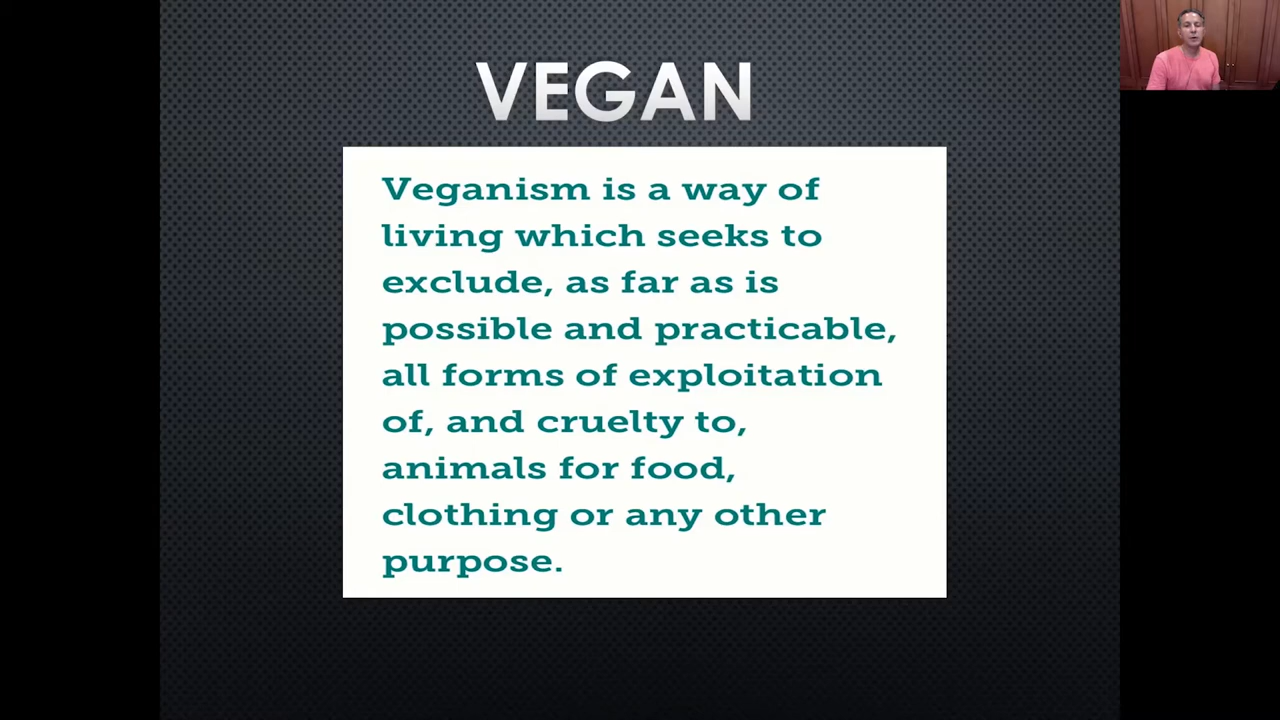 VEGAN
Veganism is a way of
living which seeks to
exclude, as far as is
possible and practicable,
all forms of exploitation
of, and cruelty to,
animals for food,
clothing or any other
purpose.